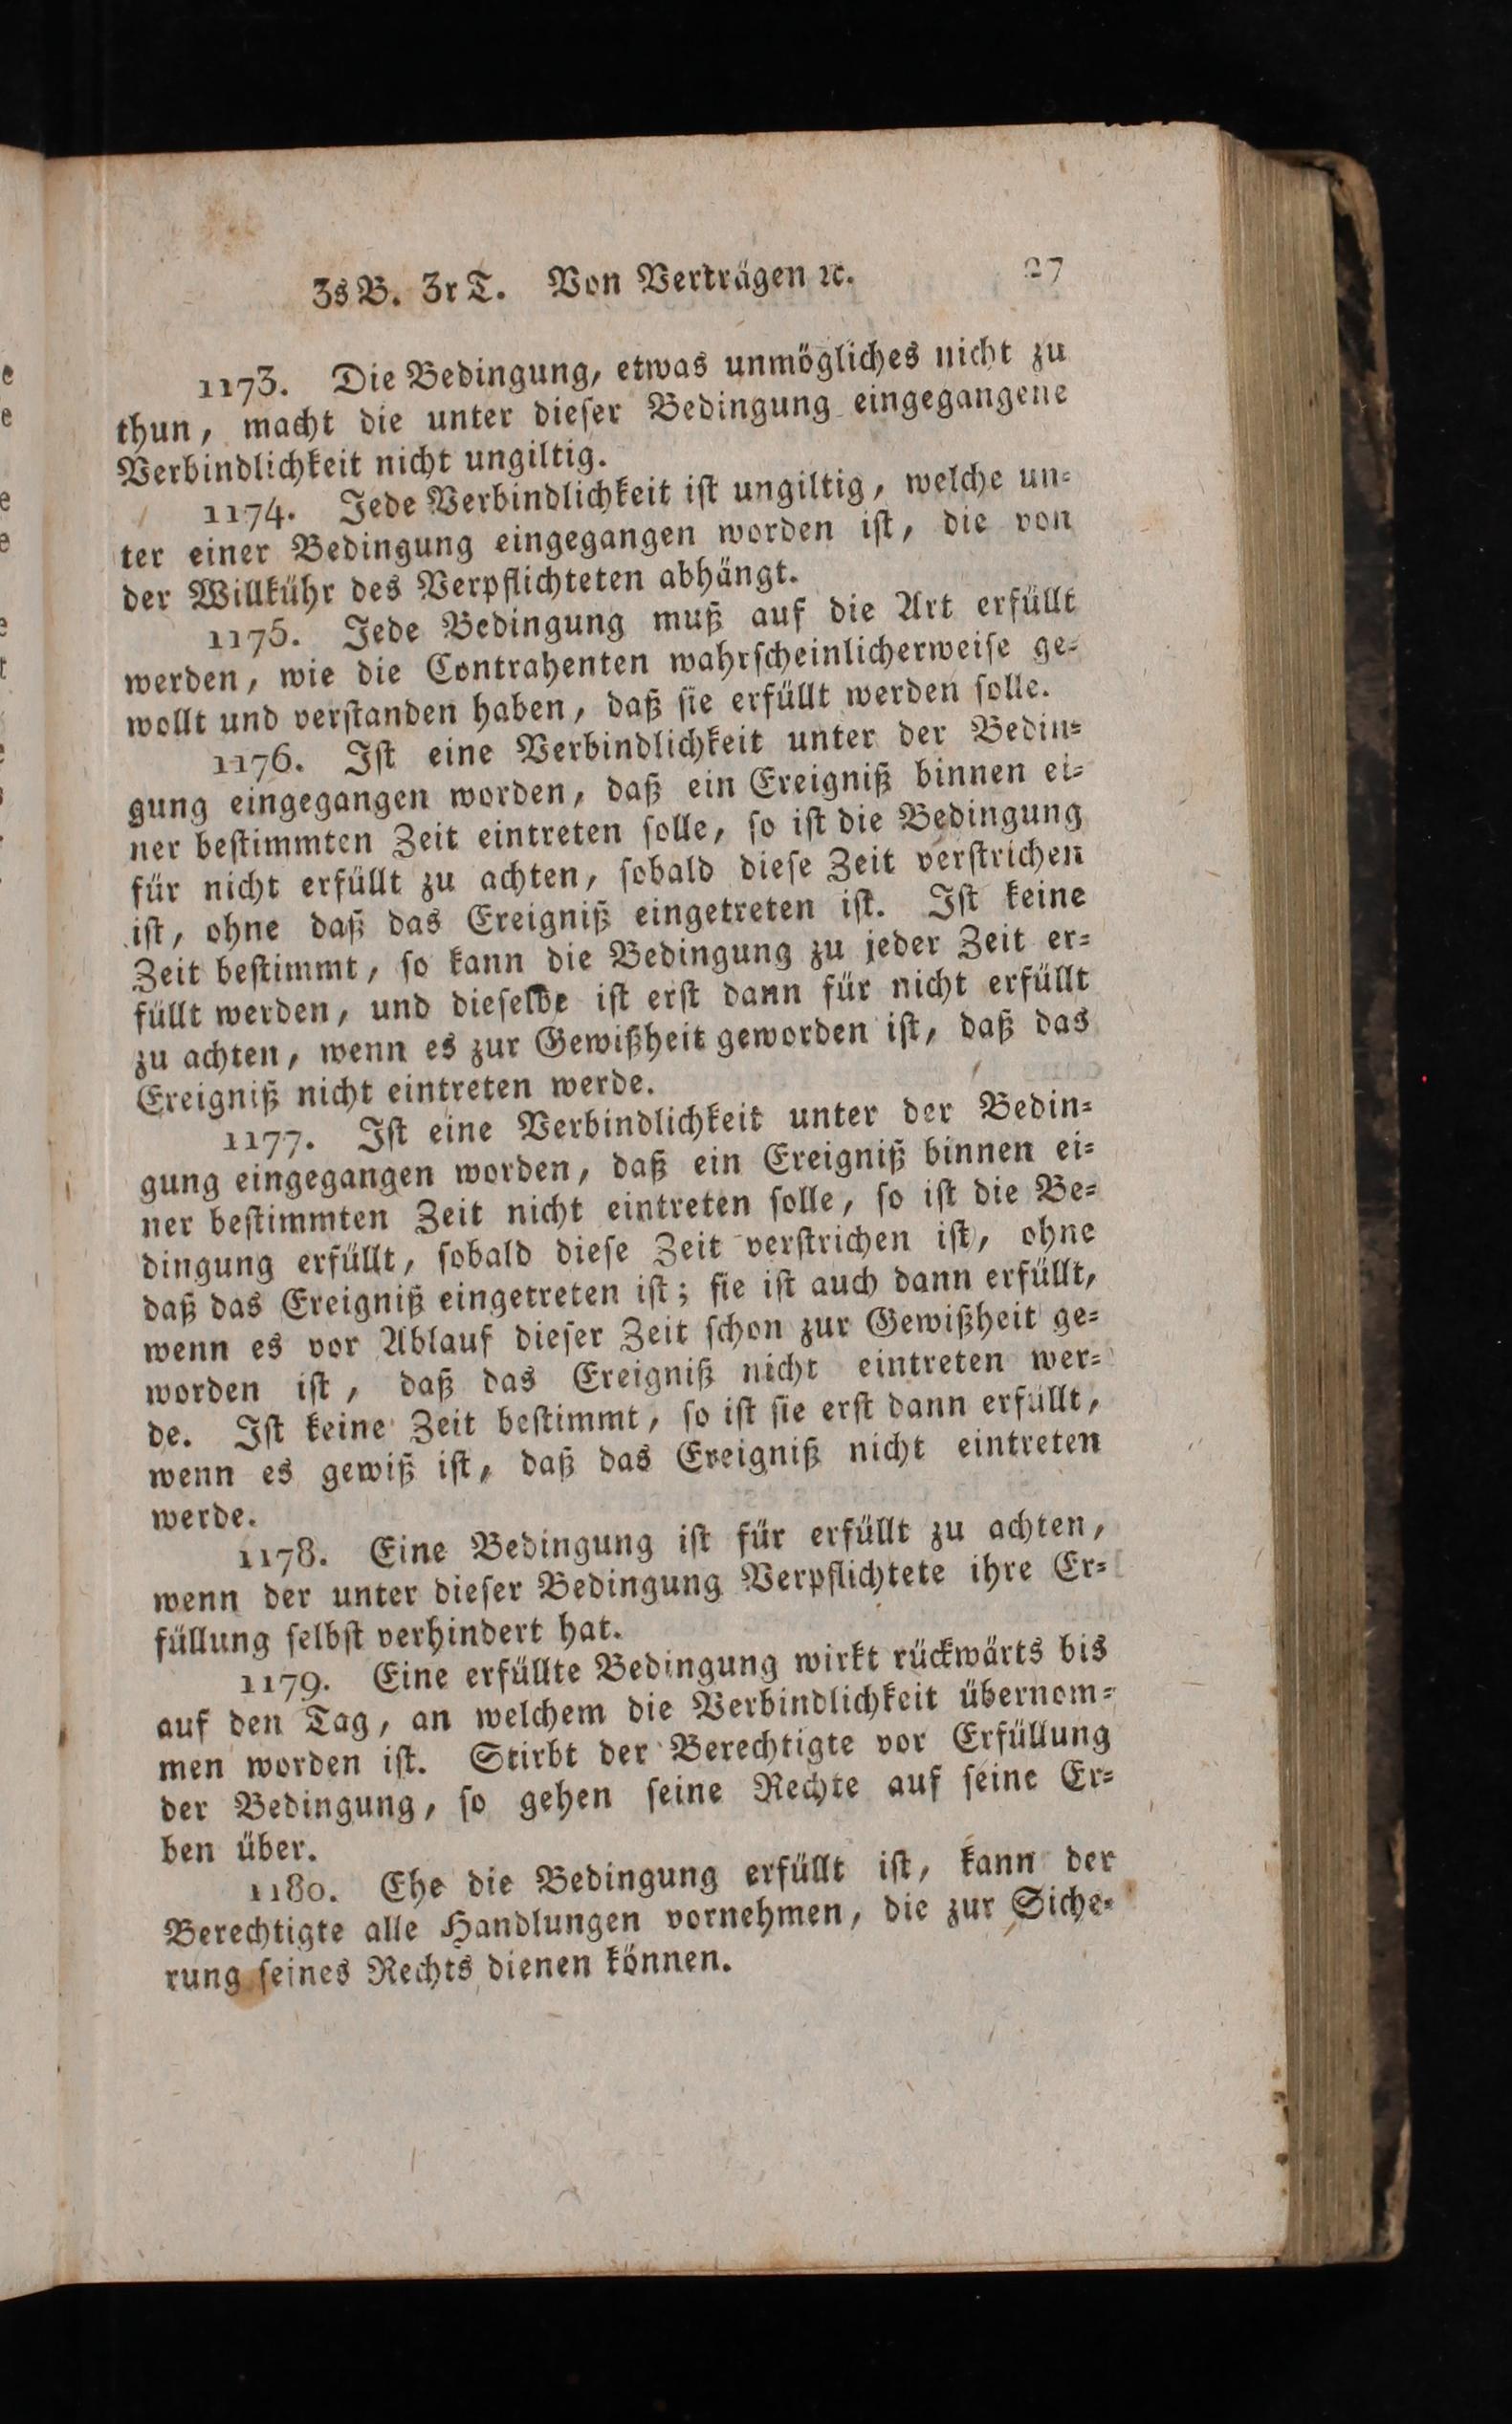 3s B. 3r T. Von Verträgen ꝛc. 27
1173. Die Bedingung, etwas unmögliches nicht zu
thun, macht die unter dieſer Bedingung eingegangene
Verbindlichkeit nicht ungiltig.
1174. Jede Verbindlichkeit iſt ungiltig, welche un-
ter einer Bedingung eingegangen worden iſt, die von
der Willkühr des Verpflichteten abhängt.
1175. Jede Bedingung muß auf die Art erfüllt
werden, wie die Contrahenten wahrſcheinlicherweiſe ge-
wollt und verſtanden haben, daß ſie erfüllt werden ſolle.
1176. Iſt eine Verbindlichkeit unter der Bedin-
gung eingegangen worden, daß ein Ereigniß binnen ei-
ner beſtimmten Zeit eintreten ſolle, ſo iſt die Bedingung
für nicht erfüllt zu achten, ſobald dieſe Zeit verſtrichen
iſt, ohne daß das Ereigniß eingetreten iſt. Iſt keine
Zeit beſtimmt, ſo kann die Bedingung zu jeder Zeit er-
füllt werden, und dieſelbe iſt erſt dann für nicht erfüllt
zu achten, wenn es zur Gewißheit geworden iſt, daß das
Ereigniß nicht eintreten werde.
1177. Iſt eine Verbindlichkeit unter der Bedin-
gung eingegangen worden, daß ein Ereigniß binnen ei-
ner beſtimmten Zeit nicht eintreten ſolle, ſo iſt die Be-
dingung erfüllt, ſobald dieſe Zeit verſtrichen iſt, ohne
daß das Ereigniß eingetreten iſt; ſie iſt auch dann erfüllt,
wenn es vor Ablauf dieſer Zeit ſchon zur Gewißheit ge-
worden iſt, daß das Ereigniß nicht eintreten wer-
de. Iſt keine Zeit beſtimmt, ſo iſt ſie erſt dann erfüllt,
wenn es gewiß iſt, daß das Ereigniß nicht eintreten
werde.
1178. Eine Bedingung iſt für erfüllt zu achten,
wenn der unter dieſer Bedingung Verpflichtete ihre Er-
füllung ſelbſt verhindert hat.
1179. Eine erfüllte Bedingung wirkt rückwärts bis
auf den Tag, an welchem die Verbindlichkeit übernom-
men worden iſt. Stirbt der Berechtigte vor Erfüllung
der Bedingung, ſo gehen ſeine Rechte auf ſeine Er-
ben über.
1180. Ehe die Bedingung erfüllt iſt, kann der
Berechtigte alle Handlungen vornehmen, die zur Siche-
rung ſeines Rechts dienen können.